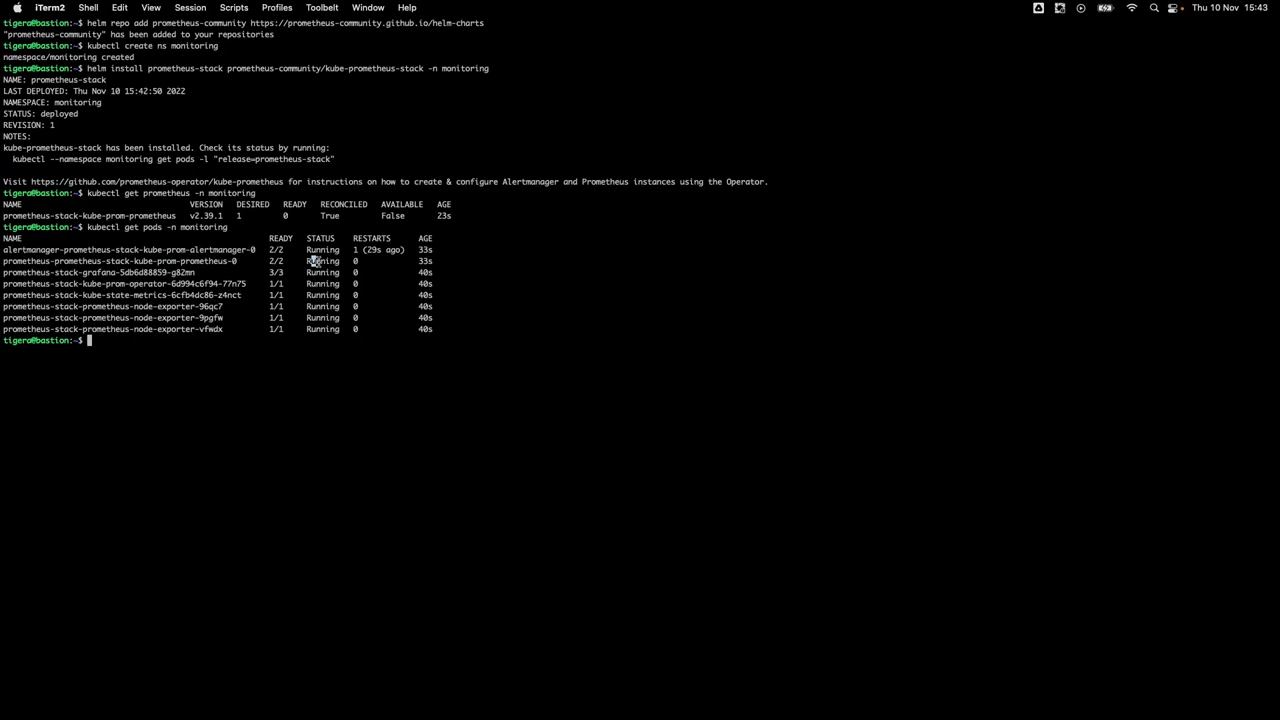 iTerm2 Shell Edit View Session Scripts Profiles Toolbelt Window Help Thu 10 Nov 15:43
tigera@bastion:~$ helm repo add prometheus-community https://prometheus-community.github.io/helm-charts
"prometheus-community" has been added to your repositories
tigera@bastion:~$ kubectl create ns monitoring
namespace/monitoring created
tigera@bastion:~$ helm install prometheus-stack prometheus-community/kube-prometheus-stack -n monitoring
NAME: prometheus-stack
LAST DEPLOYED: Thu Nov 10 15:42:50 2022
NAMESPACE: monitoring
STATUS: deployed
REVISION: 1
NOTES:
kube-prometheus-stack has been installed. Check its status by running:
  kubectl --namespace monitoring get pods -l "release=prometheus-stack"
Visit https://github.com/prometheus-operator/kube-prometheus for instructions on how to create & configure Alertmanager and Prometheus instances using the Operator.
tigera@bastion:~$ kubectl get prometheus -n monitoring
NAME VERSION DESIRED READY RECONCILED AVAILABLE AGE
prometheus-stack-kube-prom-prometheus v2.39.1 1 0 True False 23s
tigera@bastion:~$ kubectl get pods -n monitoring
NAME READY STATUS RESTARTS AGE
alertmanager-prometheus-stack-kube-prom-alertmanager-0 2/2 Running 1 (29s ago) 33s
prometheus-prometheus-stack-kube-prom-prometheus-0 2/2 Running 0 33s
prometheus-stack-grafana-5db6d88859-g82mn 3/3 Running 0 40s
prometheus-stack-kube-prom-operator-6d994c6f94-77n75 1/1 Running 0 40s
prometheus-stack-kube-state-metrics-6cfb4dc86-z4nct 1/1 Running 0 40s
prometheus-stack-prometheus-node-exporter-96qc7 1/1 Running 0 40s
prometheus-stack-prometheus-node-exporter-9pgfw 1/1 Running 0 40s
prometheus-stack-prometheus-node-exporter-vfwdx 1/1 Running 0 40s
tigera@bastion:~$